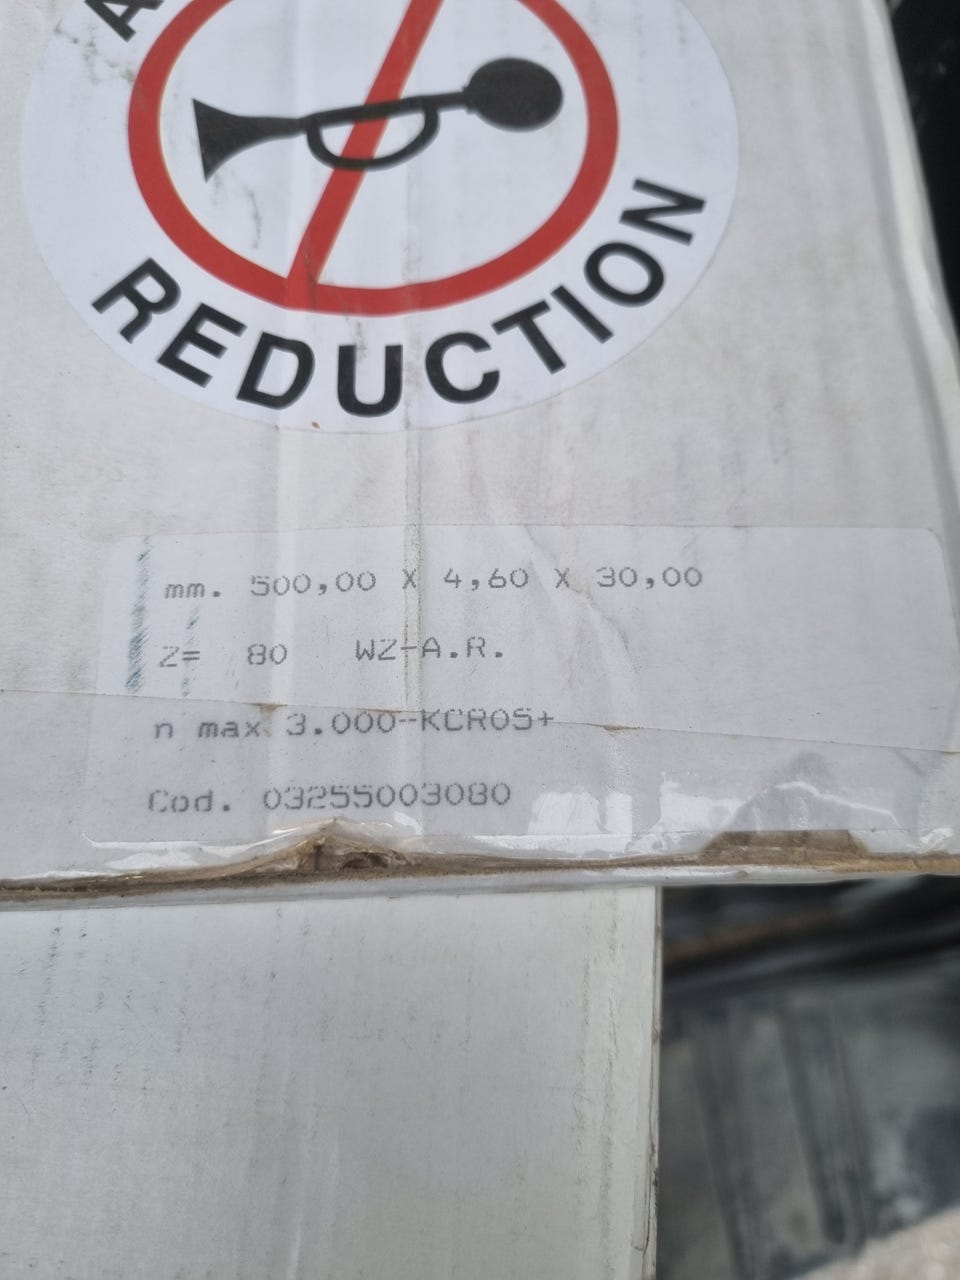 REDUCTION
mm. 500,00 X 4,60 X 30,00
Z= 80 WZ-A.R.
n max 3.000-KCROS+
Cod. 03255003080